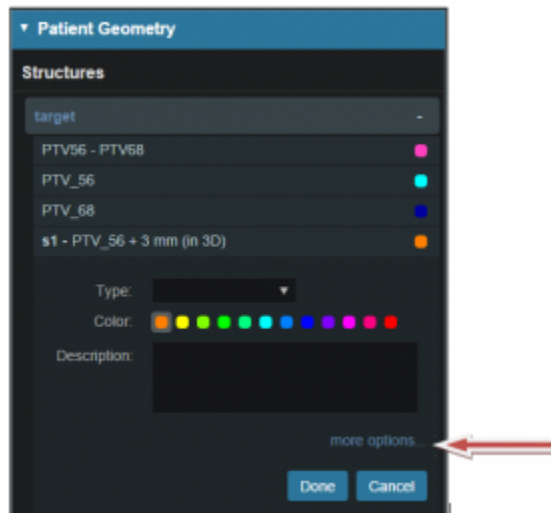 Patient Geometry
Structures
target -
PTV56 - PTV68
PTV_56
PTV_68
s1 - PTV_56 + 3 mm (in 3D)
Type:
Color:
Description:
more options...
Done Cancel